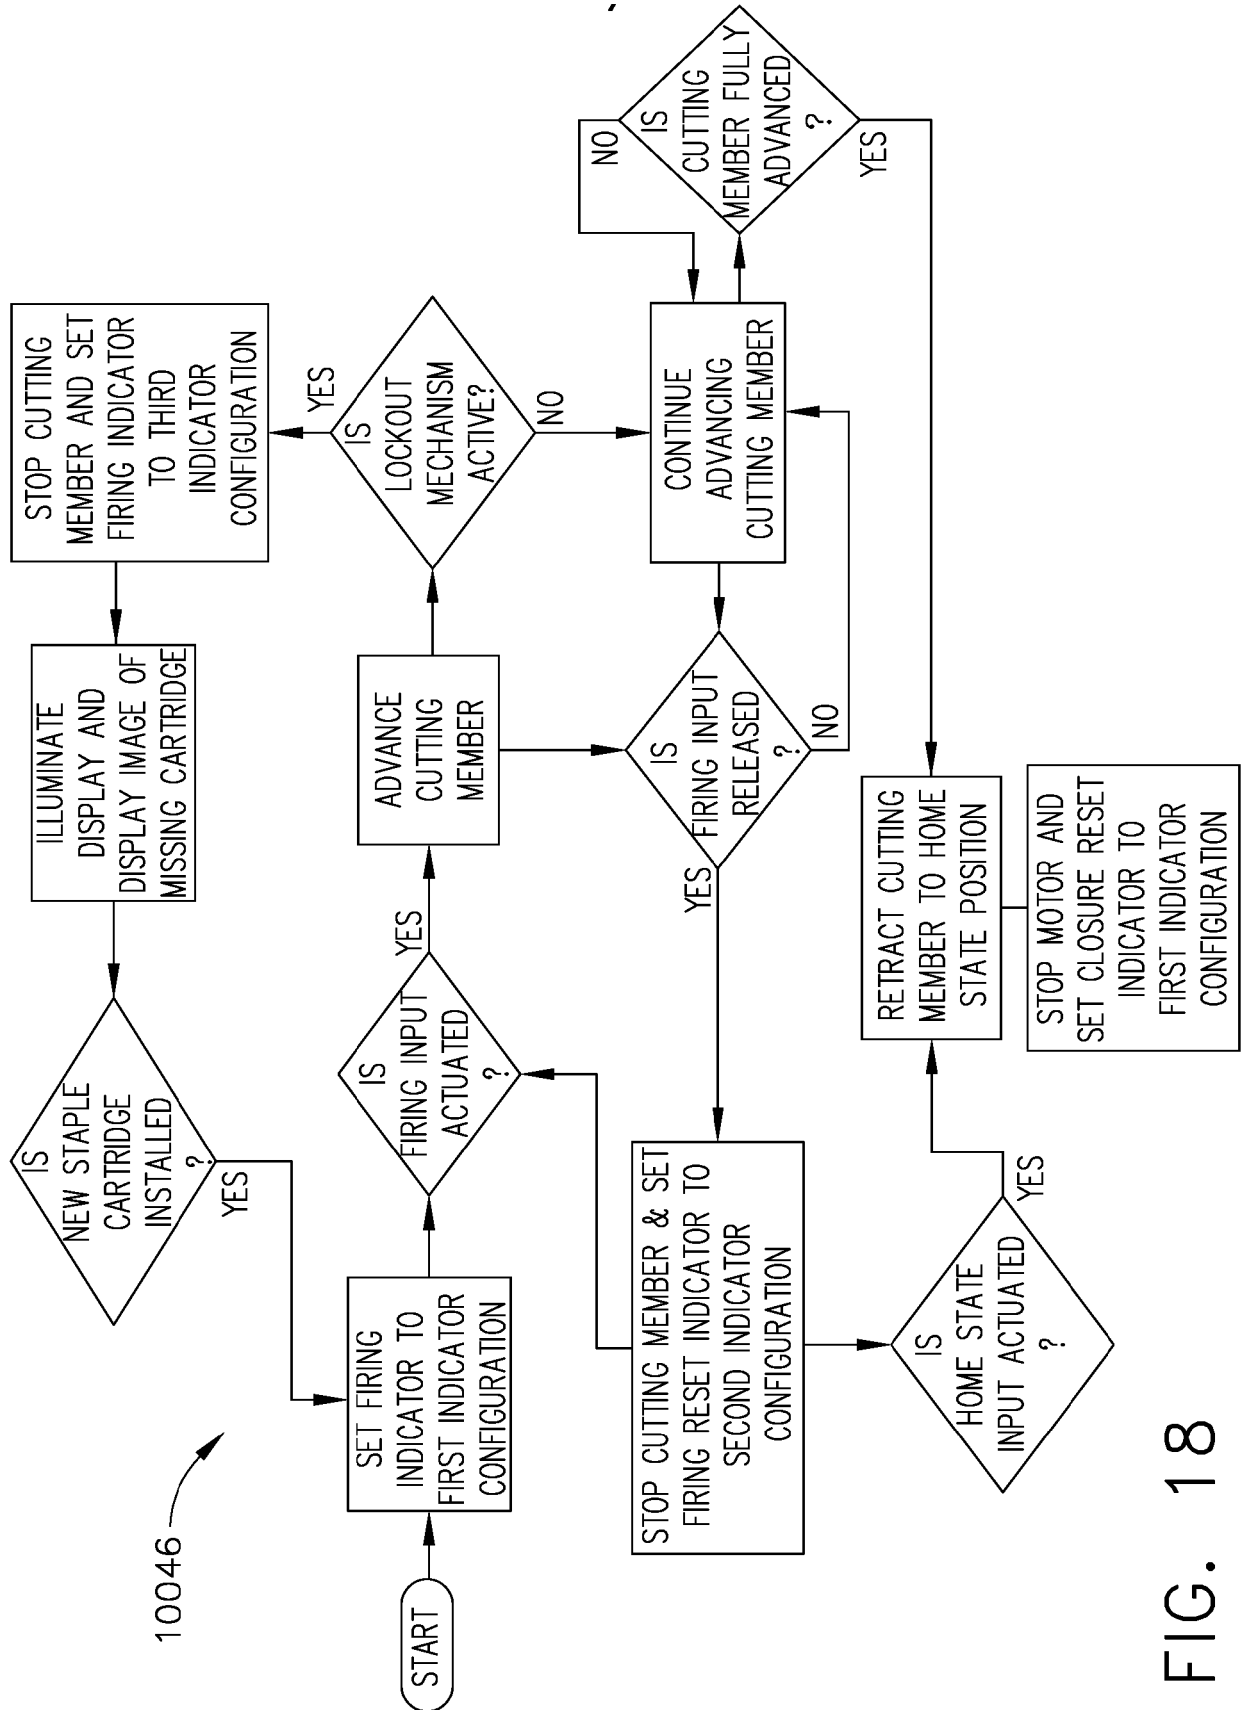 10046
START
SET FIRING
INDICATOR TO
FIRST INDICATOR
CONFIGURATION
IS
FIRING INPUT
ACTUATED
?
YES
ADVANCE
CUTTING
MEMBER
IS
LOCKOUT
MECHANISM
ACTIVE?
YES
NO
STOP CUTTING
MEMBER AND SET
FIRING INDICATOR
TO THIRD
INDICATOR
CONFIGURATION
ILLUMINATE
DISPLAY AND
DISPLAY IMAGE OF
MISSING CARTRIDGE
IS
NEW STAPLE
CARTRIDGE
INSTALLED
?
YES
CONTINUE
ADVANCING
CUTTING MEMBER
IS
CUTTING
MEMBER FULLY
ADVANCED
?
NO
YES
IS
FIRING INPUT
RELEASED
?
NO
YES
STOP CUTTING MEMBER & SET
FIRING RESET INDICATOR TO
SECOND INDICATOR
CONFIGURATION
IS
HOME STATE
INPUT ACTUATED
?
YES
RETRACT CUTTING
MEMBER TO HOME
STATE POSITION
STOP MOTOR AND
SET CLOSURE RESET
INDICATOR TO
FIRST INDICATOR
CONFIGURATION
FIG. 18